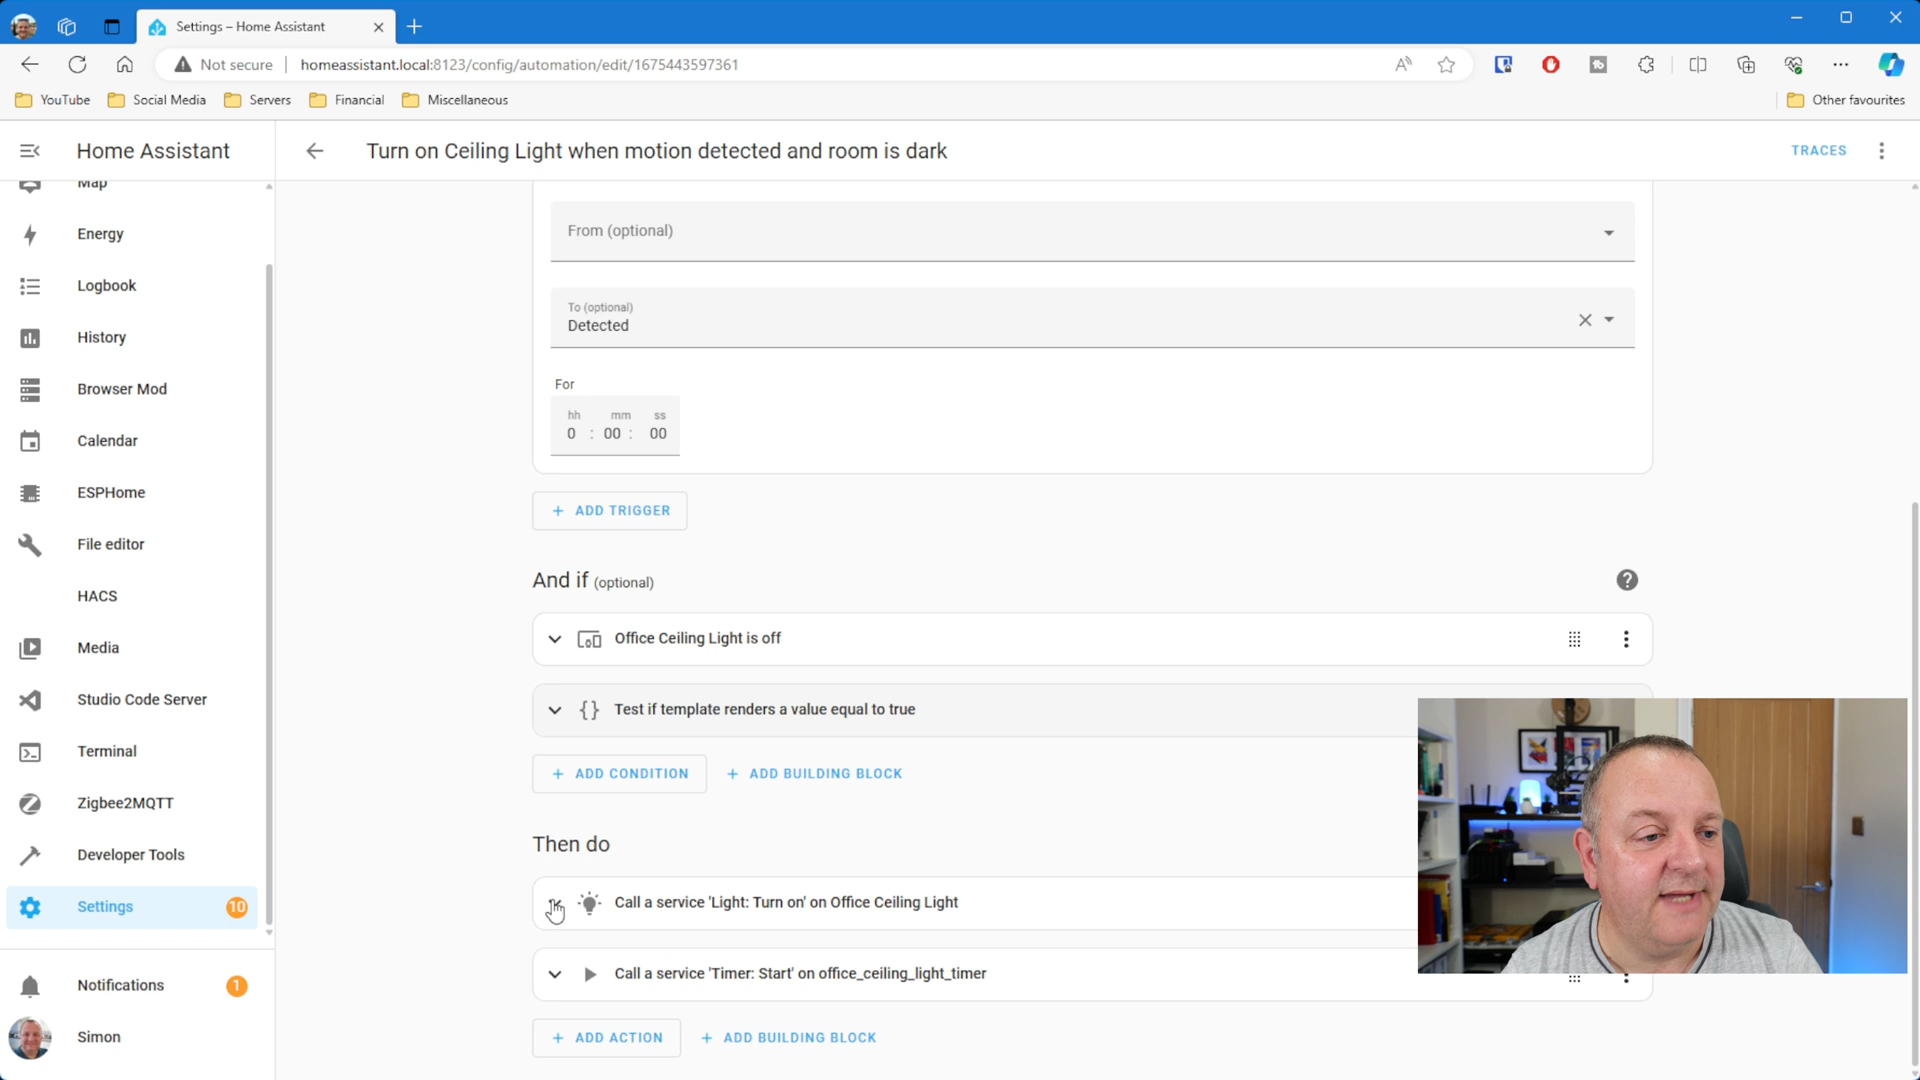 Settings – Home Assistant
Not secure
homeassistant.local:8123/config/automation/edit/1675443597361
YouTube
Social Media
Servers
Financial
Miscellaneous
Other favourites
Home Assistant
Turn on Ceiling Light when motion detected and room is dark
TRACES
Map
Energy
Logbook
History
Browser Mod
Calendar
ESPHome
File editor
HACS
Media
Studio Code Server
Terminal
Zigbee2MQTT
Developer Tools
Settings
10
Notifications
1
Simon
From (optional)
To (optional)
Detected
For
hh mm ss
0 : 00 : 00
+ ADD TRIGGER
And if (optional)
Office Ceiling Light is off
{} Test if template renders a value equal to true
+ ADD CONDITION
+ ADD BUILDING BLOCK
Then do
Call a service 'Light: Turn on' on Office Ceiling Light
Call a service 'Timer: Start' on office_ceiling_light_timer
+ ADD ACTION
+ ADD BUILDING BLOCK